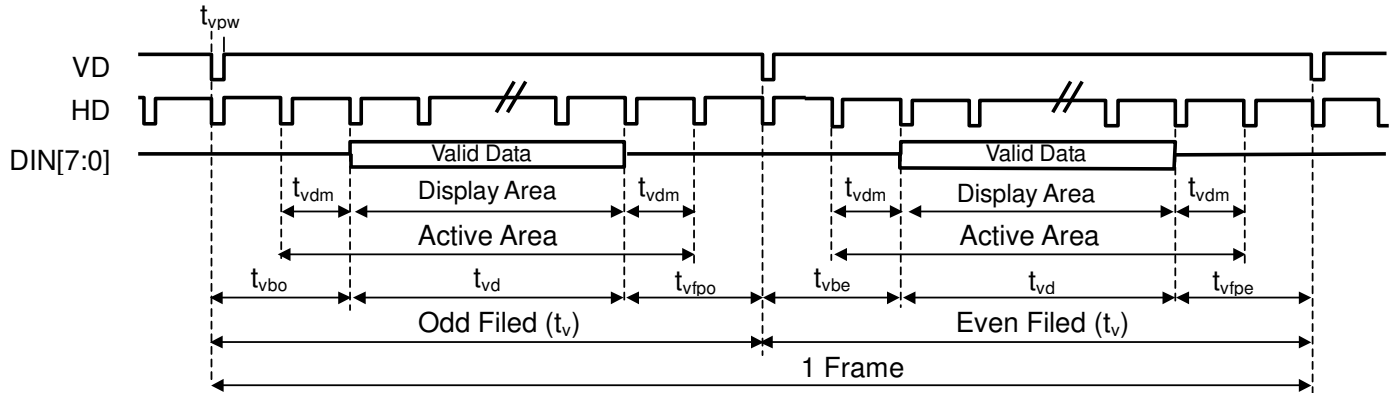 tvpw
VD
HD
DIN[7:0]
Valid Data Valid Data
tvdm Display Area tvdm tvdm Display Area tvdm
Active Area Active Area
tvbo tvd tvfpo tvbe tvd tvfpe
Odd Filed (tv) Even Filed (tv)
1 Frame